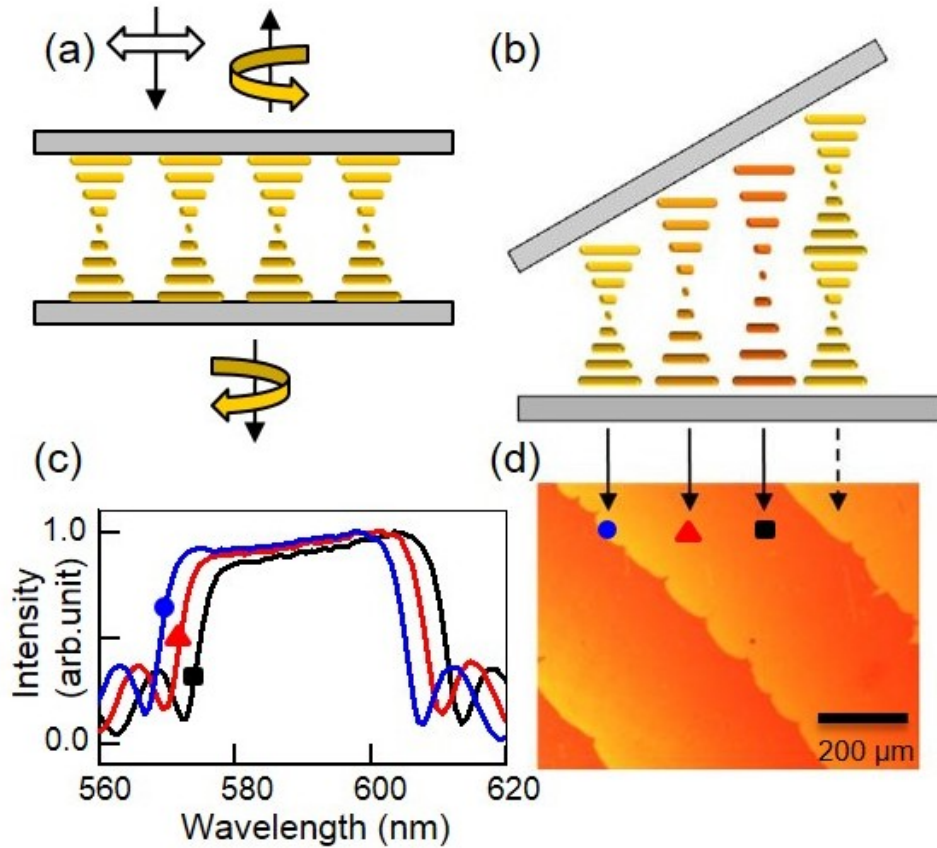 (a)
(b)
(c)
(d)
Intensity
(arb.unit)
1.0
0.0
560
580
600
620
Wavelength (nm)
200 μm